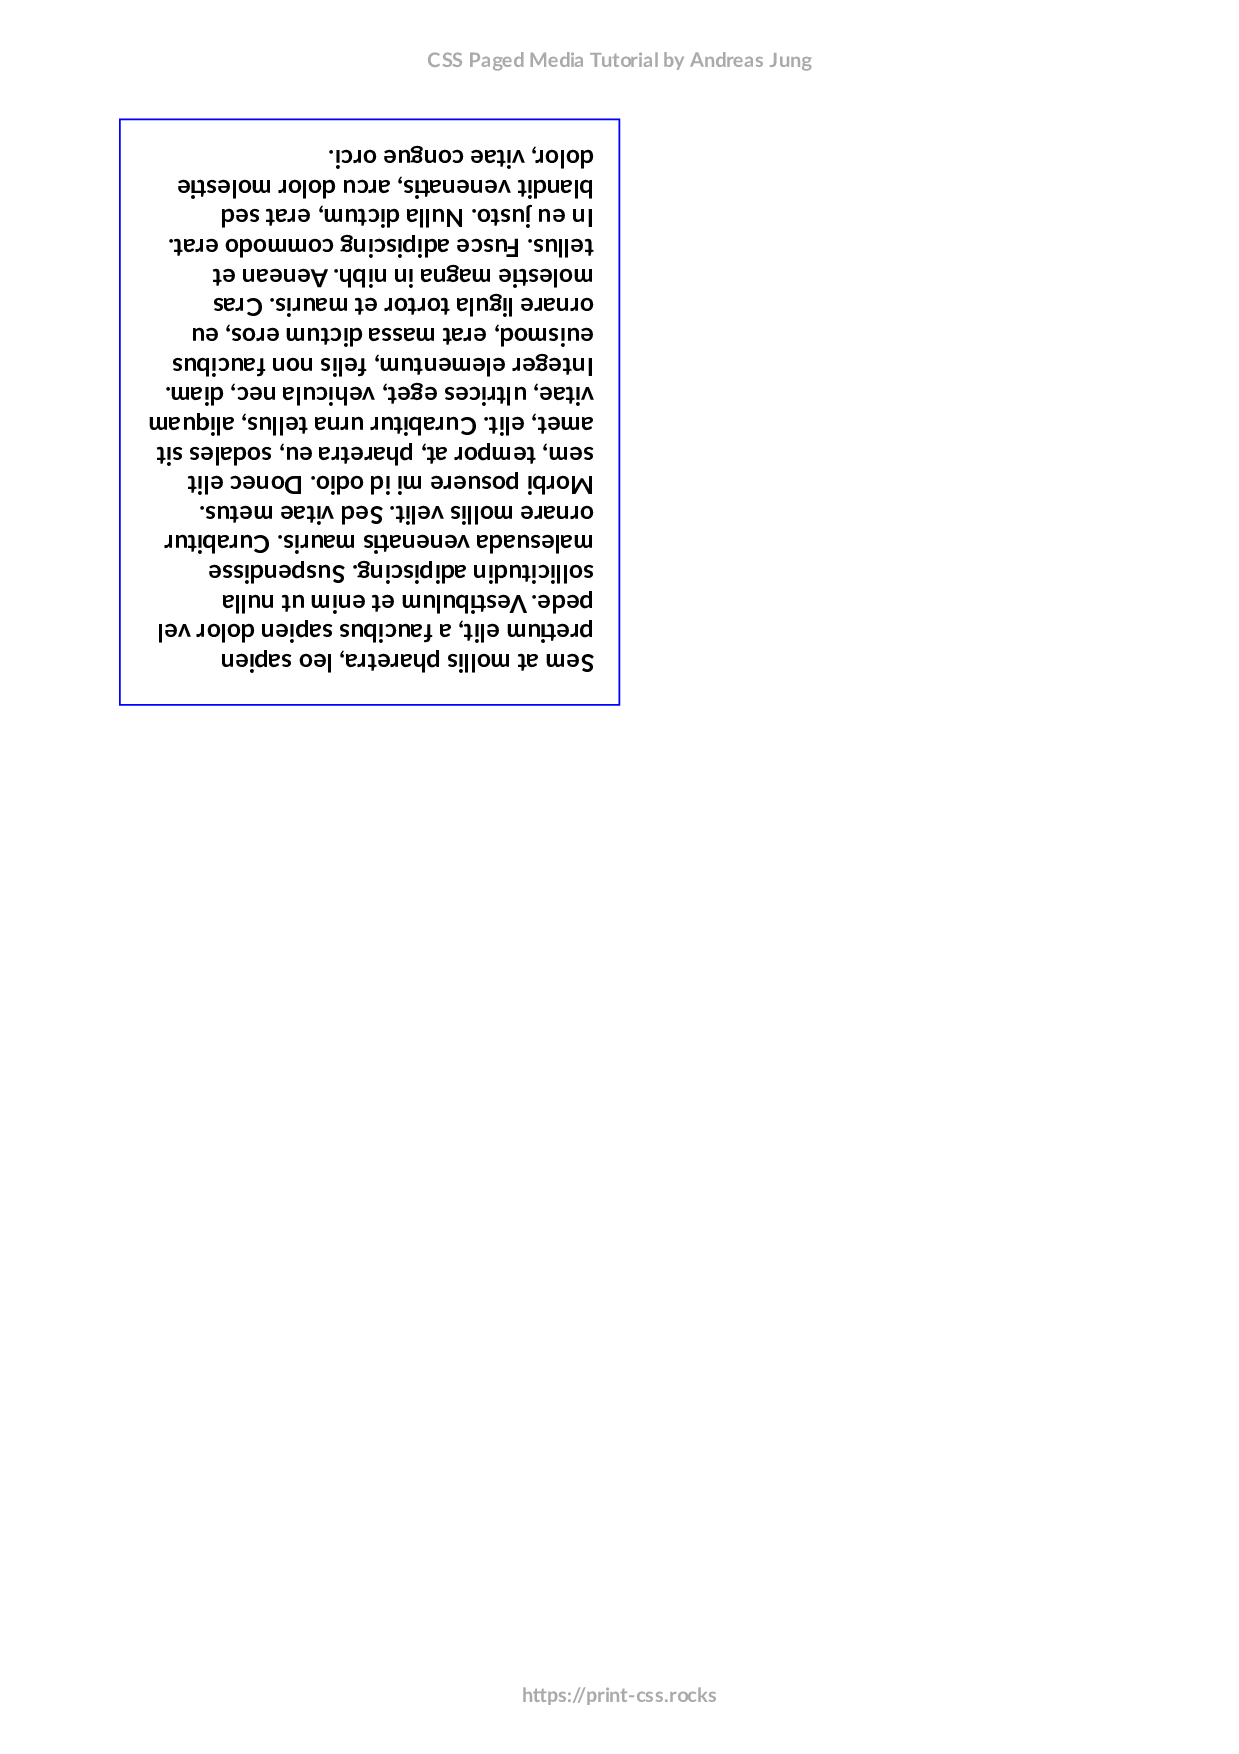 CSS Paged Media Tutorial by Andreas Jung
Sem at mollis pharetra, leo sapien
pretium elit, a faucibus sapien dolor vel
pede. Vestibulum et enim ut nulla
sollicitudin adipiscing. Suspendisse
malesuada venenatis mauris. Curabitur
ornare mollis velit. Sed vitae metus.
Morbi posuere mi id odio. Donec elit
sem, tempor at, pharetra eu, sodales sit
amet, elit. Curabitur urna tellus, aliquam
vitae, ultrices eget, vehicula nec, diam.
Integer elementum, felis non faucibus
euismod, erat massa dictum eros, eu
ornare ligula tortor et mauris. Cras
molestie magna in nibh. Aenean et
tellus. Fusce adipiscing commodo erat.
In eu justo. Nulla dictum, erat sed
blandit venenatis, arcu dolor molestie
dolor, vitae congue orci.
https://print-css.rocks